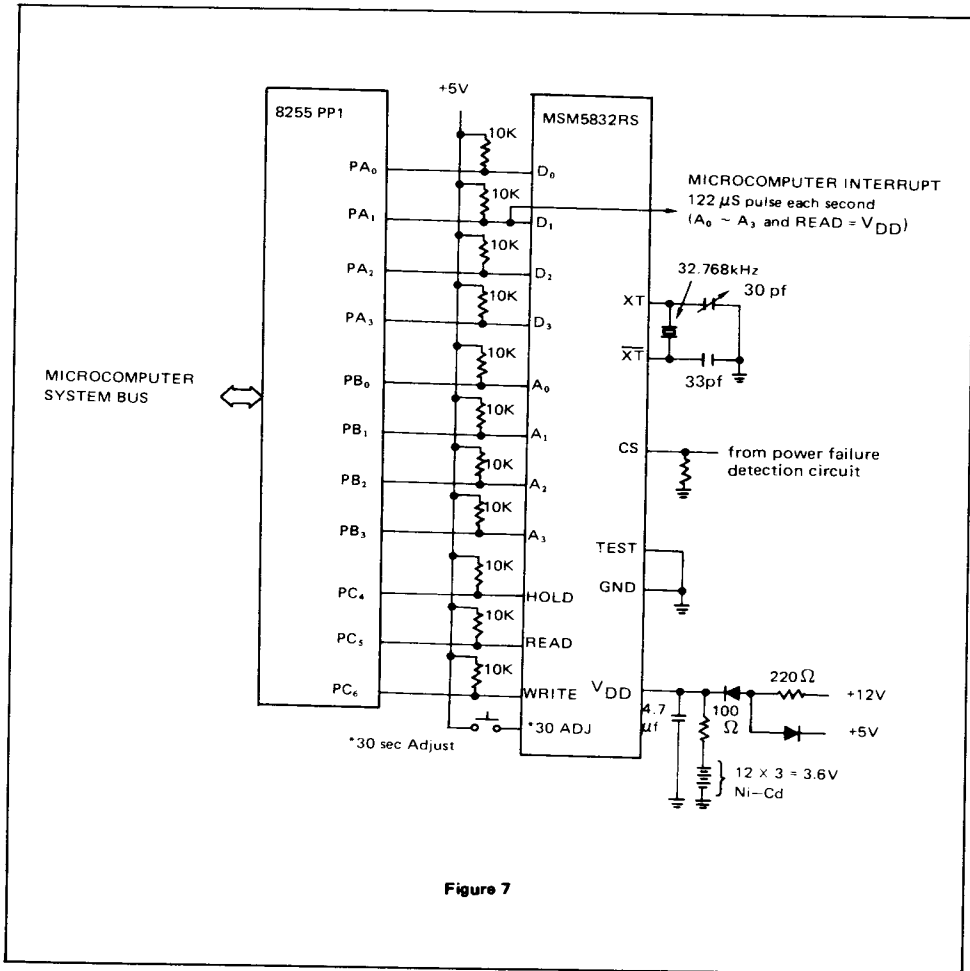 +5V
8255 PP1
MSM5832RS
10K
PA₀
D₀
10K
MICROCOMPUTER INTERRUPT
122 μS pulse each second
(A₀ ~ A₃ and READ = V_DD)
PA₁
D₁
10K
PA₂
D₂
32.768kHz
30 pf
10K
XT
PA₃
D₃
10K
X̅T̅
33pf
MICROCOMPUTER
SYSTEM BUS
PB₀
A₀
10K
PB₁
A₁
CS
from power failure
detection circuit
10K
PB₂
A₂
10K
PB₃
A₃
TEST
10K
GND
PC₄
HOLD
10K
PC₅
READ
10K
220 Ω
PC₆
WRITE
V_DD
+12V
4.7
μf
100
Ω
*30 ADJ
+5V
*30 sec Adjust
12 × 3 = 3.6V
Ni–Cd
Figure 7